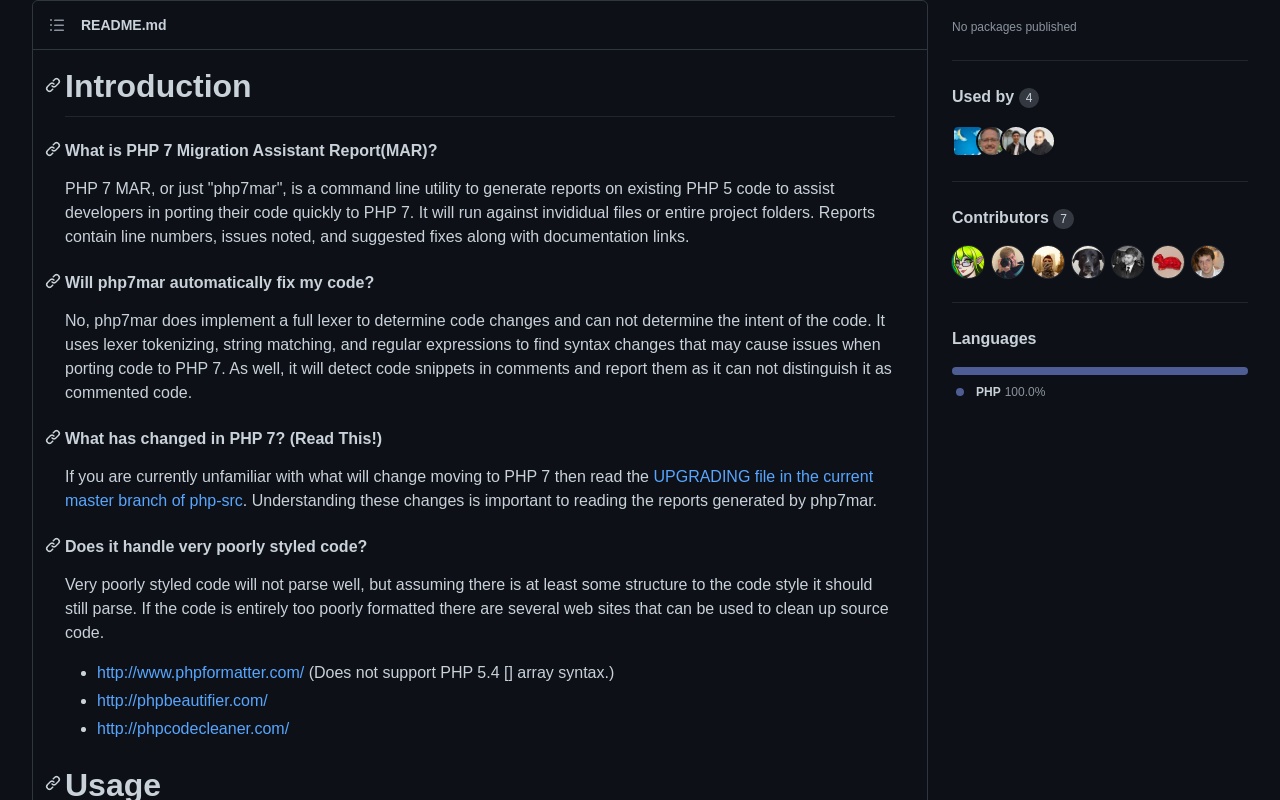 README.md
Introduction
What is PHP 7 Migration Assistant Report(MAR)?
PHP 7 MAR, or just "php7mar", is a command line utility to generate reports on existing PHP 5 code to assist
developers in porting their code quickly to PHP 7. It will run against invididual files or entire project folders. Reports
contain line numbers, issues noted, and suggested fixes along with documentation links.
Will php7mar automatically fix my code?
No, php7mar does implement a full lexer to determine code changes and can not determine the intent of the code. It
uses lexer tokenizing, string matching, and regular expressions to find syntax changes that may cause issues when
porting code to PHP 7. As well, it will detect code snippets in comments and report them as it can not distinguish it as
commented code.
What has changed in PHP 7? (Read This!)
If you are currently unfamiliar with what will change moving to PHP 7 then read the UPGRADING file in the current
master branch of php-src. Understanding these changes is important to reading the reports generated by php7mar.
Does it handle very poorly styled code?
Very poorly styled code will not parse well, but assuming there is at least some structure to the code style it should
still parse. If the code is entirely too poorly formatted there are several web sites that can be used to clean up source
code.
http://www.phpformatter.com/ (Does not support PHP 5.4 [] array syntax.)
http://phpbeautifier.com/
http://phpcodecleaner.com/
Usage
No packages published
Used by 4
Contributors 7
Languages
PHP 100.0%